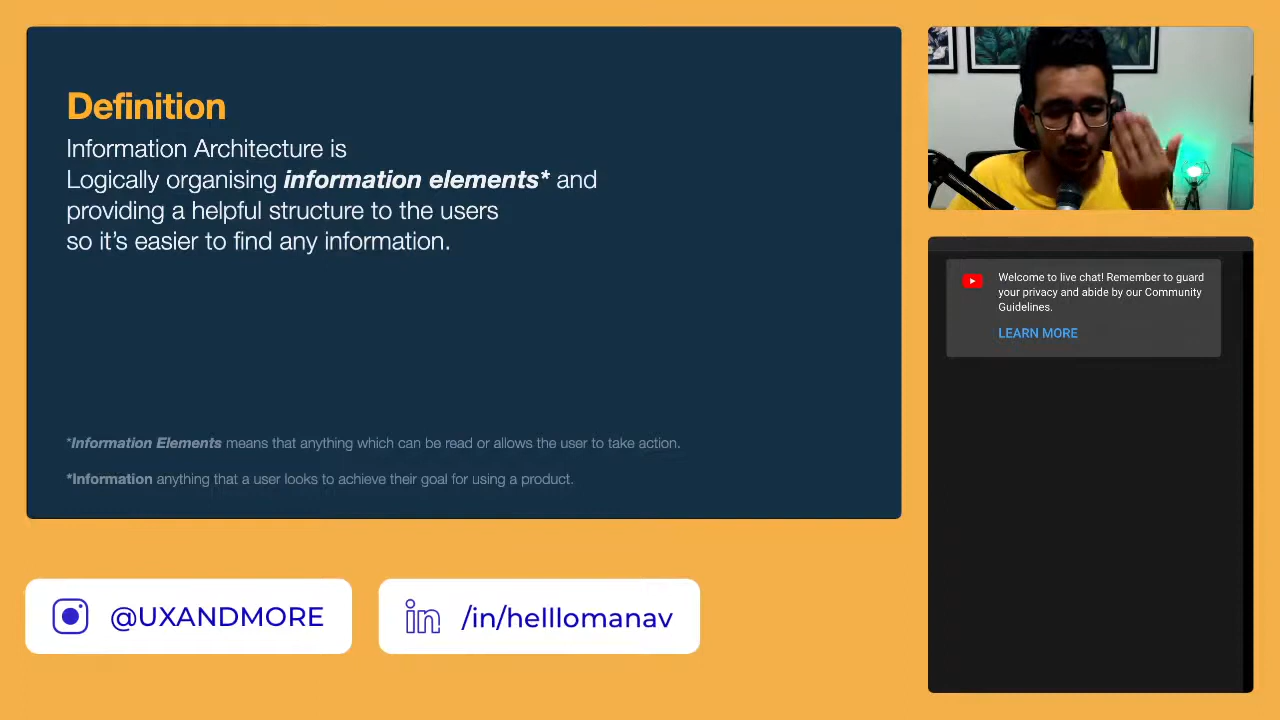 Definition
Information Architecture is
Logically organising information elements* and
providing a helpful structure to the users
so it’s easier to find any information.
*Information Elements means that anything which can be read or allows the user to take action.
*Information anything that a user looks to achieve their goal for using a product.
Welcome to live chat! Remember to guard
your privacy and abide by our Community
Guidelines.
LEARN MORE
@UXANDMORE
in /in/helllomanav